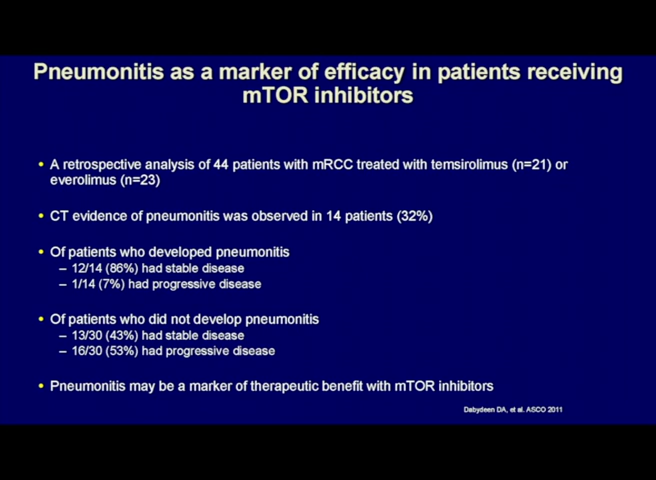 Pneumonitis as a marker of efficacy in patients receiving
mTOR inhibitors
• A retrospective analysis of 44 patients with mRCC treated with temsirolimus (n=21) or
everolimus (n=23)
• CT evidence of pneumonitis was observed in 14 patients (32%)
• Of patients who developed pneumonitis
– 12/14 (86%) had stable disease
– 1/14 (7%) had progressive disease
• Of patients who did not develop pneumonitis
– 13/30 (43%) had stable disease
– 16/30 (53%) had progressive disease
• Pneumonitis may be a marker of therapeutic benefit with mTOR inhibitors
Dabydeen DA, et al. ASCO 2011